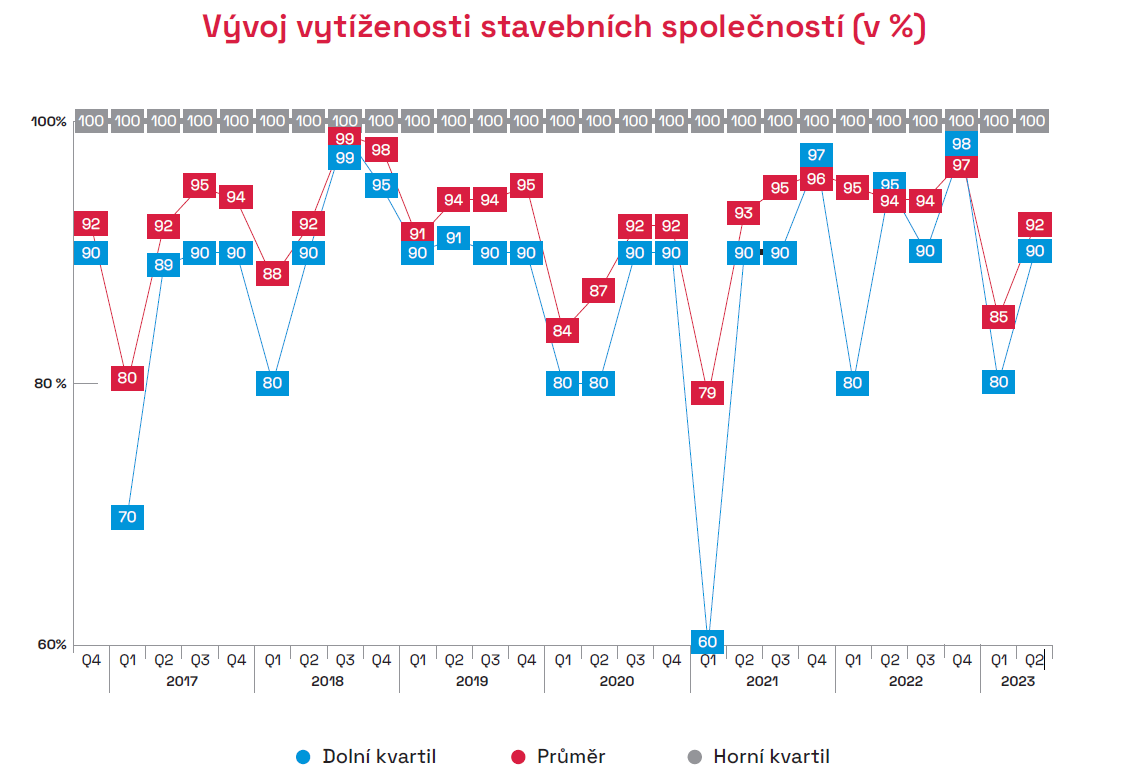 Vývoj vytíženosti stavebních společností (v %)
100% 100 100 100 100 100 100 100 100 100 100 100 100 100 100 100 100 100 100 100 100 100 100 100 100 100 100 100
99 99 98 97 98 97
95 94 95 94 94 95 95 96 95 95 94 94
92 90 92 89 90 90 88 92 90 91 90 91 90 90 92 90 92 90 93 90 90 90 92 90
84 87 85
80 % 80 80 80 80 79 80 80
70
60% 60
Q4 Q1 Q2 Q3 Q4 Q1 Q2 Q3 Q4 Q1 Q2 Q3 Q4 Q1 Q2 Q3 Q4 Q1 Q2 Q3 Q4 Q1 Q2 Q3 Q4 Q1 Q2
2017 2018 2019 2020 2021 2022 2023
Dolní kvartil Průměr Horní kvartil